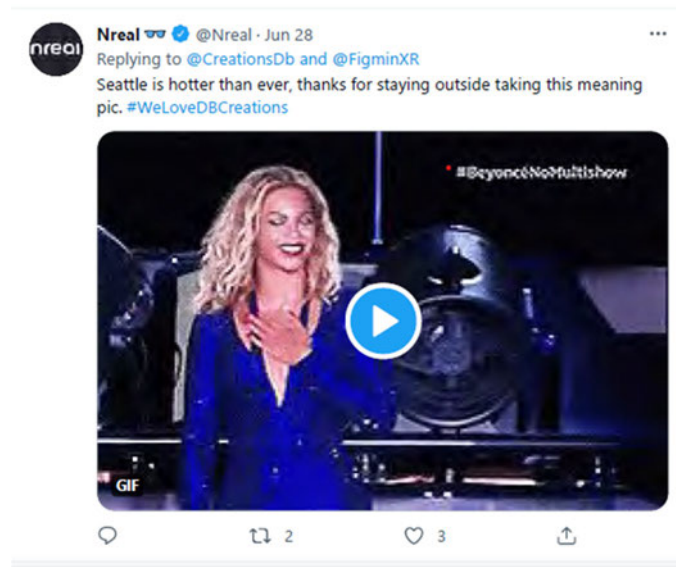 nreal
Nreal 🕶️ @Nreal · Jun 28
Replying to @CreationsDb and @FigminXR
Seattle is hotter than ever, thanks for staying outside taking this meaning
pic. #WeLoveDBCreations
#BeyoncéNoMultishow
GIF
2 3